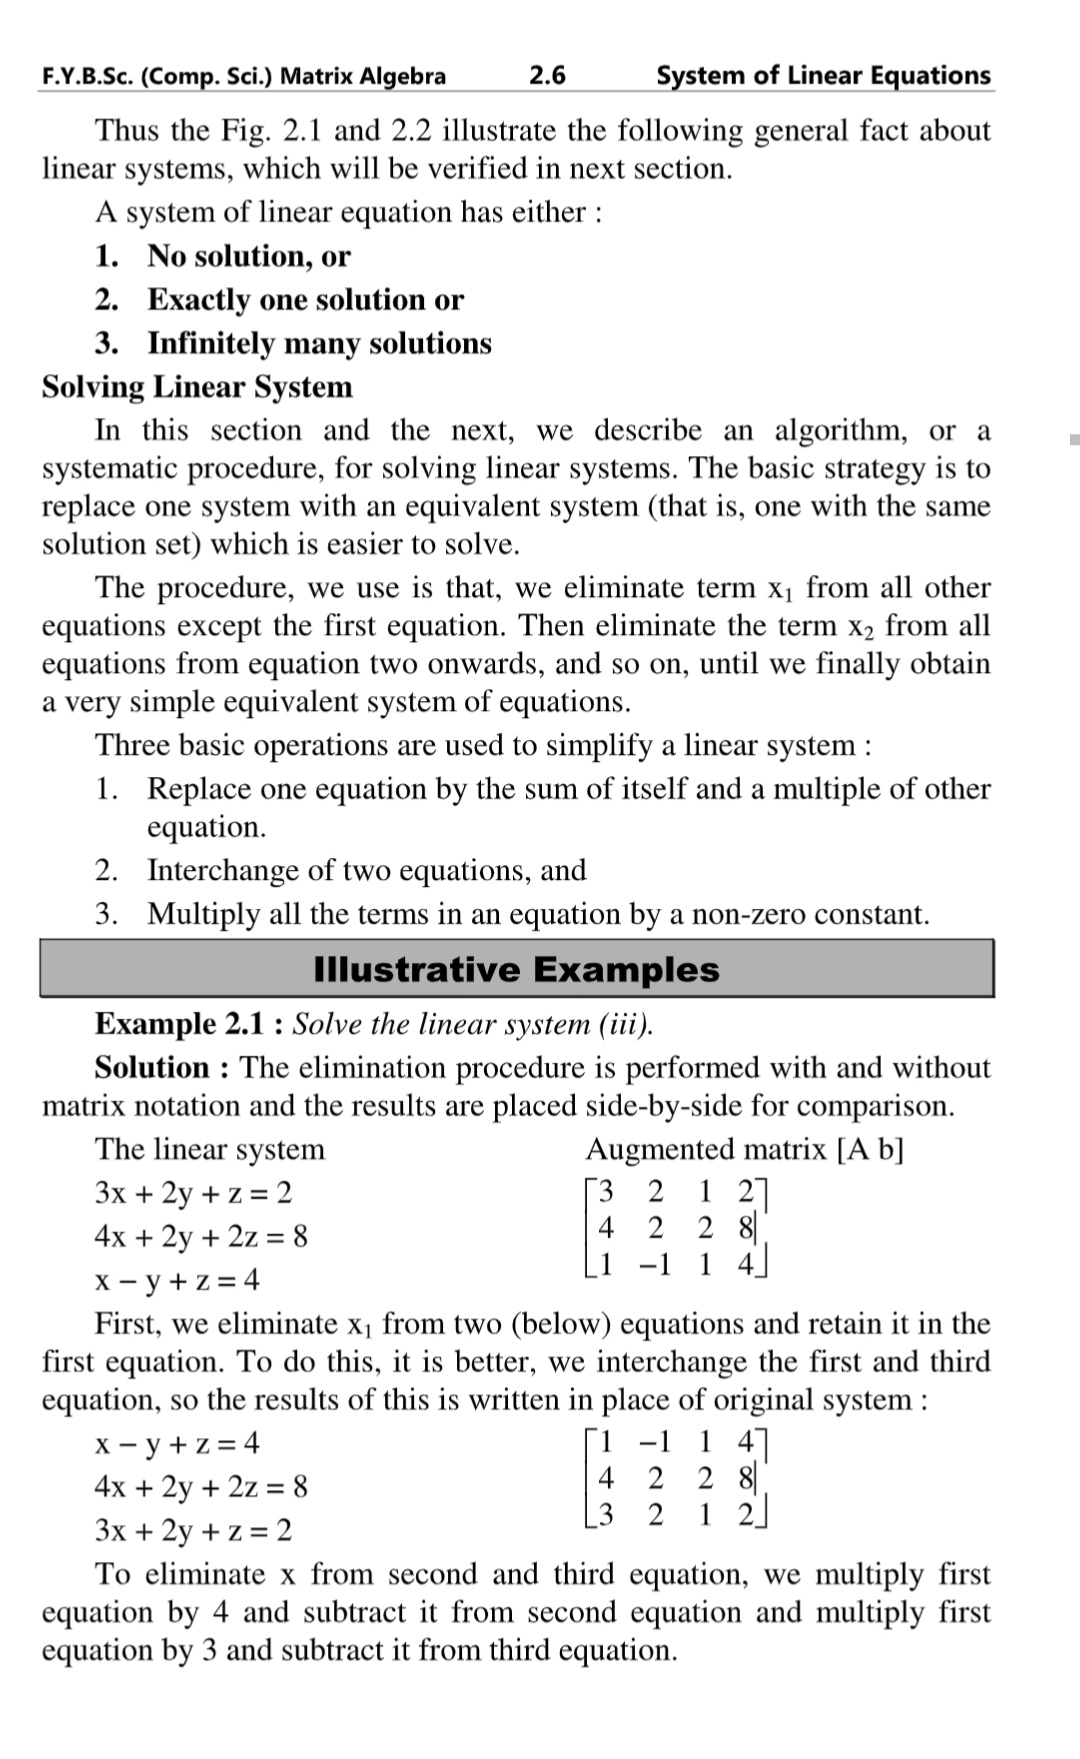 F.Y.B.Sc. (Comp. Sci.) Matrix Algebra 2.6 System of Linear Equations
Thus the Fig. 2.1 and 2.2 illustrate the following general fact about
linear systems, which will be verified in next section.
A system of linear equation has either :
1. No solution, or
2. Exactly one solution or
3. Infinitely many solutions
Solving Linear System
In this section and the next, we describe an algorithm, or a
systematic procedure, for solving linear systems. The basic strategy is to
replace one system with an equivalent system (that is, one with the same
solution set) which is easier to solve.
The procedure, we use is that, we eliminate term x₁ from all other
equations except the first equation. Then eliminate the term x₂ from all
equations from equation two onwards, and so on, until we finally obtain
a very simple equivalent system of equations.
Three basic operations are used to simplify a linear system :
1. Replace one equation by the sum of itself and a multiple of other
equation.
2. Interchange of two equations, and
3. Multiply all the terms in an equation by a non-zero constant.
Illustrative Examples
Example 2.1 : Solve the linear system (iii).
Solution : The elimination procedure is performed with and without
matrix notation and the results are placed side-by-side for comparison.
The linear system Augmented matrix [A b]
3x + 2y + z = 2 ⎡3 2 1 2⎤
4x + 2y + 2z = 8 ⎢4 2 2 8⎥
x – y + z = 4 ⎣1 –1 1 4⎦
First, we eliminate x₁ from two (below) equations and retain it in the
first equation. To do this, it is better, we interchange the first and third
equation, so the results of this is written in place of original system :
x – y + z = 4 ⎡1 –1 1 4⎤
4x + 2y + 2z = 8 ⎢4 2 2 8⎥
3x + 2y + z = 2 ⎣3 2 1 2⎦
To eliminate x from second and third equation, we multiply first
equation by 4 and subtract it from second equation and multiply first
equation by 3 and subtract it from third equation.